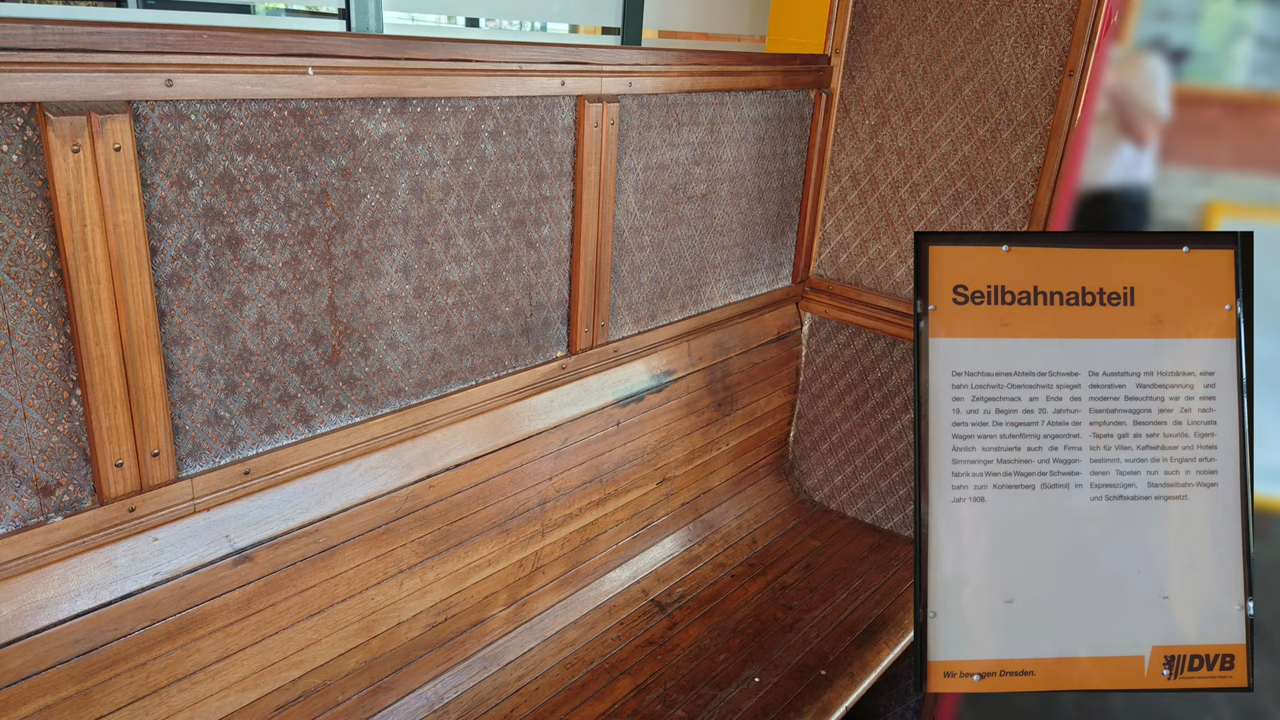 Seilbahnabteil
Der Nachbau eines Abteils der Schwebe-
bahn Loschwitz-Oberloschwitz spiegelt
den Zeitgeschmack am Ende des
19. und zu Beginn des 20. Jahrhun-
derts wider. Die insgesamt 7 Abteile der
Wagen waren stufenförmig angeordnet.
Ähnlich konstruierte auch die Firma
Simmeringer Maschinen- und Waggon-
fabrik aus Wien die Wagen der Schwebe-
bahn zum Kohlererberg (Südtirol) im
Jahr 1908.
Die Ausstattung mit Holzbänken, einer
dekorativen Wandbespannung und
moderner Beleuchtung war der eines
Eisenbahnwaggons jener Zeit nach-
empfunden. Besonders die Lincrusta
-Tapete galt als sehr luxuriös. Eigent-
lich für Villen, Kaffeehäuser und Hotels
bestimmt, wurden die in England erfun-
denen Tapeten nun auch in noblen
Expresszügen, Standseilbahn-Wagen
und Schiffskabinen eingesetzt.
Wir bewegen Dresden.
DVB